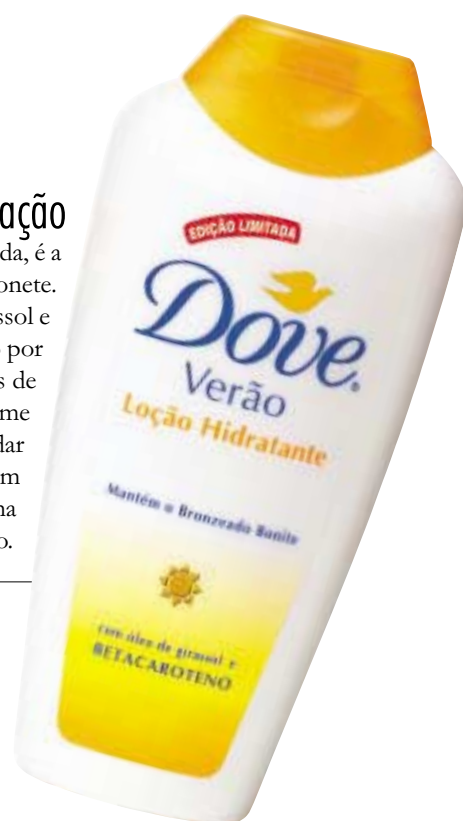 ação
da, é a
onete.
ssol e
por
s de
me
dar
m
na
o.
EDIÇÃO LIMITADA
Dove
Verão
Loção Hidratante
Mantém o Bronzeado Bonito
com óleo de girassol e
BETACAROTENO